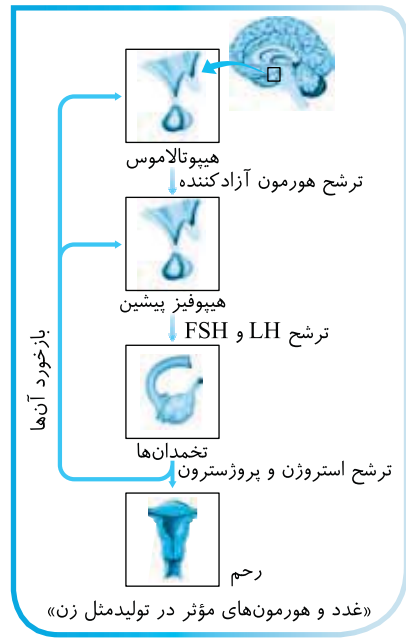 هیپوتالاموس
ترشح هورمون آزادکننده
هیپوفیز پیشین
ترشح LH و FSH
تخمدان‌ها
ترشح استروژن و پروژسترون
بازخورد آن‌ها
رحم
«غدد و هورمون‌های مؤثر در تولیدمثل زن»